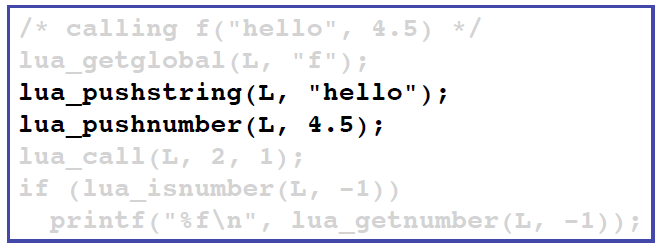 /* calling f("hello", 4.5) */
lua_getglobal(L, "f");
lua_pushstring(L, "hello");
lua_pushnumber(L, 4.5);
lua_call(L, 2, 1);
if (lua_isnumber(L, -1))
  printf("%f\n", lua_getnumber(L, -1));